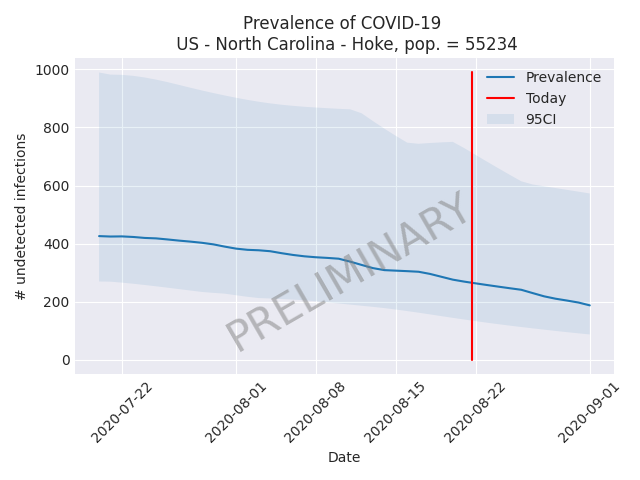 Prevalence of COVID-19
US - North Carolina - Hoke, pop. = 55234
1000
800
600
400
200
0
# undetected infections
Prevalence
Today
95CI
PRELIMINARY
2020-07-22
2020-08-01
2020-08-08
2020-08-15
2020-08-22
2020-09-01
Date